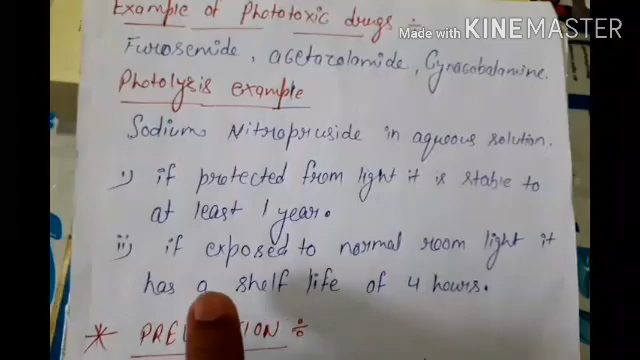 Example of Phototoxic drugs ÷
Made with KINEMASTER
Furosemide, acetazolamide, Cynacobalamine.
Photolysis example
Sodium Nitropruside in aqueous solution.
i) if protected from light it is stable to
at least 1 year.
ii) if exposed to normal room light it
has a shelf life of 4 hours.
*